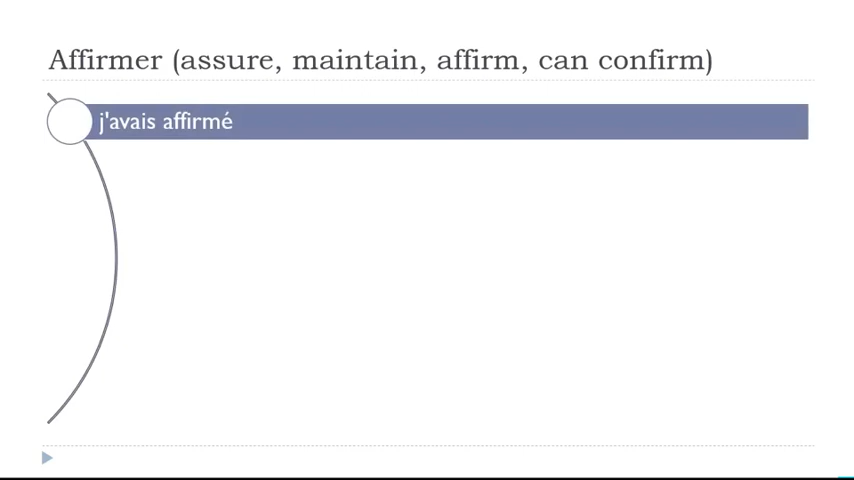 Affirmer (assure, maintain, affirm, can confirm)
j'avais affirmé